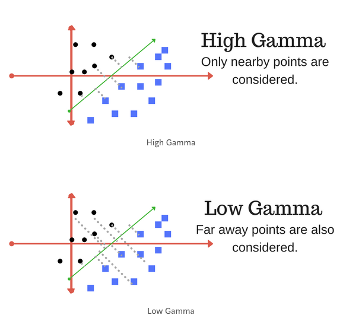 High Gamma
Only nearby points are
considered.
High Gamma
Low Gamma
Far away points are also
considered.
Low Gamma